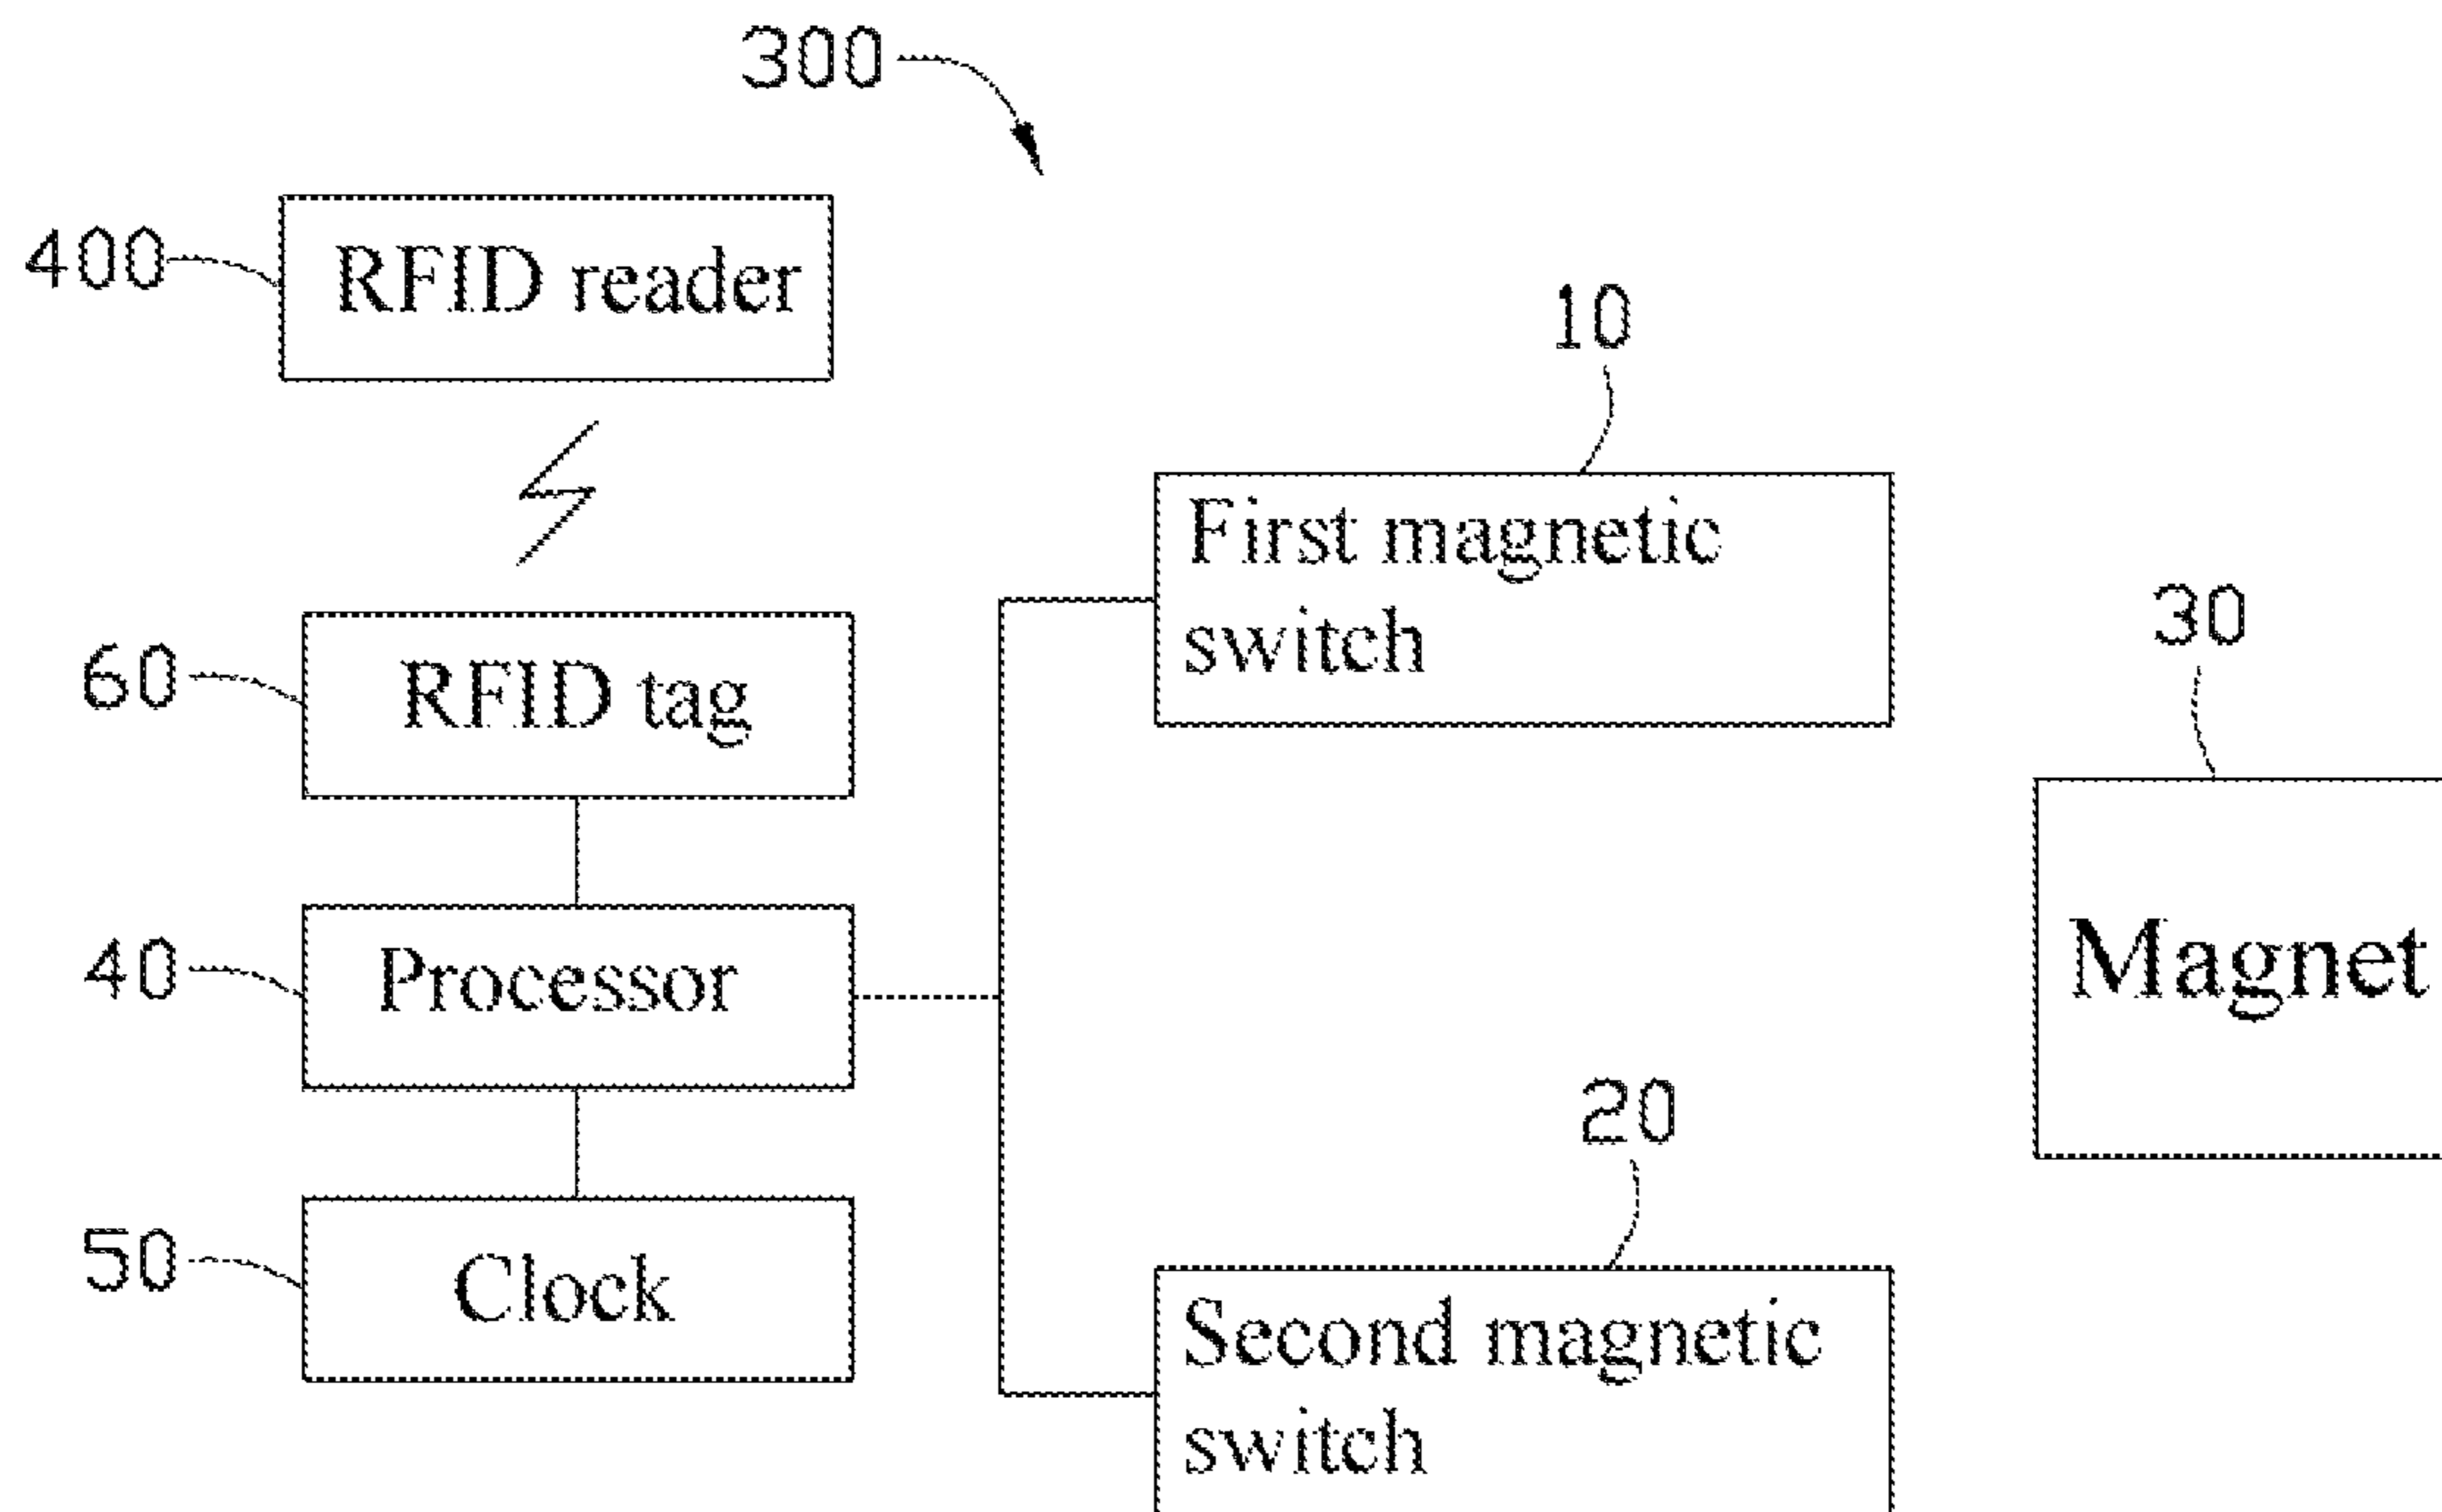 300
400
RFID reader
10
First magnetic
switch
30
60
RFID tag
Magnet
40
Processor
20
50
Clock
Second magnetic
switch